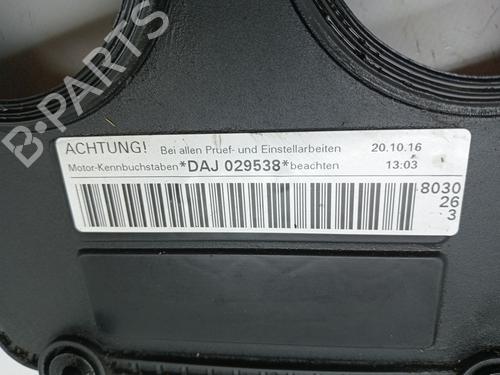 B-PARTS
ACHTUNG! Bei allen Pruef- und Einstellarbeiten 20.10.16
Motor-Kennbuchstaben *DAJ 029538* beachten 13:03
8030
26
3